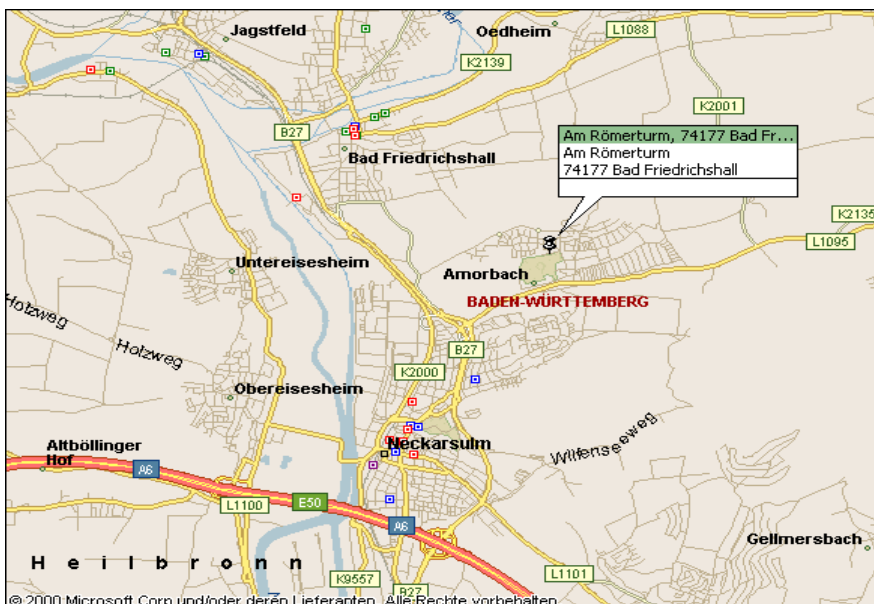 Jagstfeld
Oedheim
L1088
K2139
K2001
B27
Bad Friedrichshall
Am Römerturm, 74177 Bad Fr...
Am Römerturm
74177 Bad Friedrichshall
K2135
L1095
Untereisesheim
Amorbach
BADEN-WÜRTTEMBERG
Holzweg
Holzweg
B27
K2000
Obereisesheim
Altböllinger
Hof
Neckarsulm
A6
E50
L1100
A6
Gellmersbach
Heilbronn
K9557
B27
L1101
© 2000 Microsoft Corp und/oder deren Lieferanten. Alle Rechte vorbehalten.